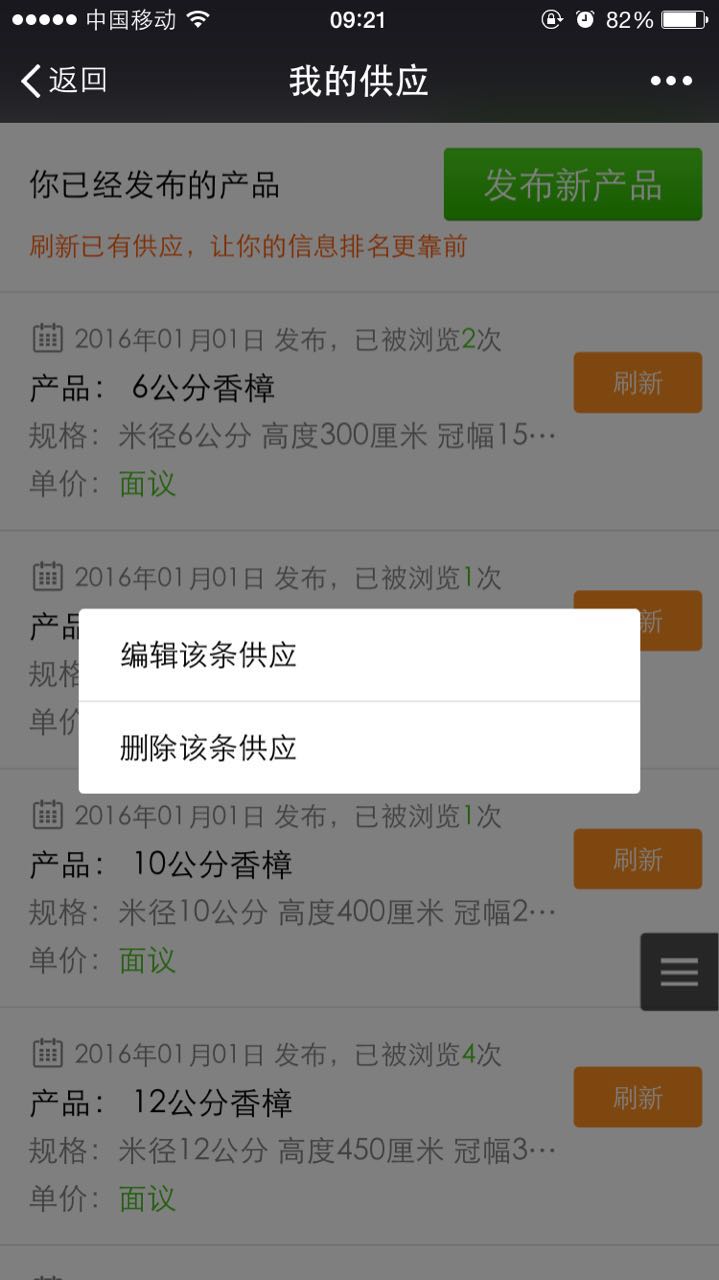 中国移动 09:21 82%
返回 我的供应
你已经发布的产品 发布新产品
刷新已有供应，让你的信息排名更靠前
2016年01月01日 发布，已被浏览2次
产品： 6公分香樟 刷新
规格：米径6公分 高度300厘米 冠幅15…
单价：面议
2016年01月01日 发布，已被浏览1次
产品
规格
单价
编辑该条供应
删除该条供应
2016年01月01日 发布，已被浏览1次
产品： 10公分香樟 刷新
规格：米径10公分 高度400厘米 冠幅2…
单价：面议
2016年01月01日 发布，已被浏览4次
产品： 12公分香樟 刷新
规格：米径12公分 高度450厘米 冠幅3…
单价：面议